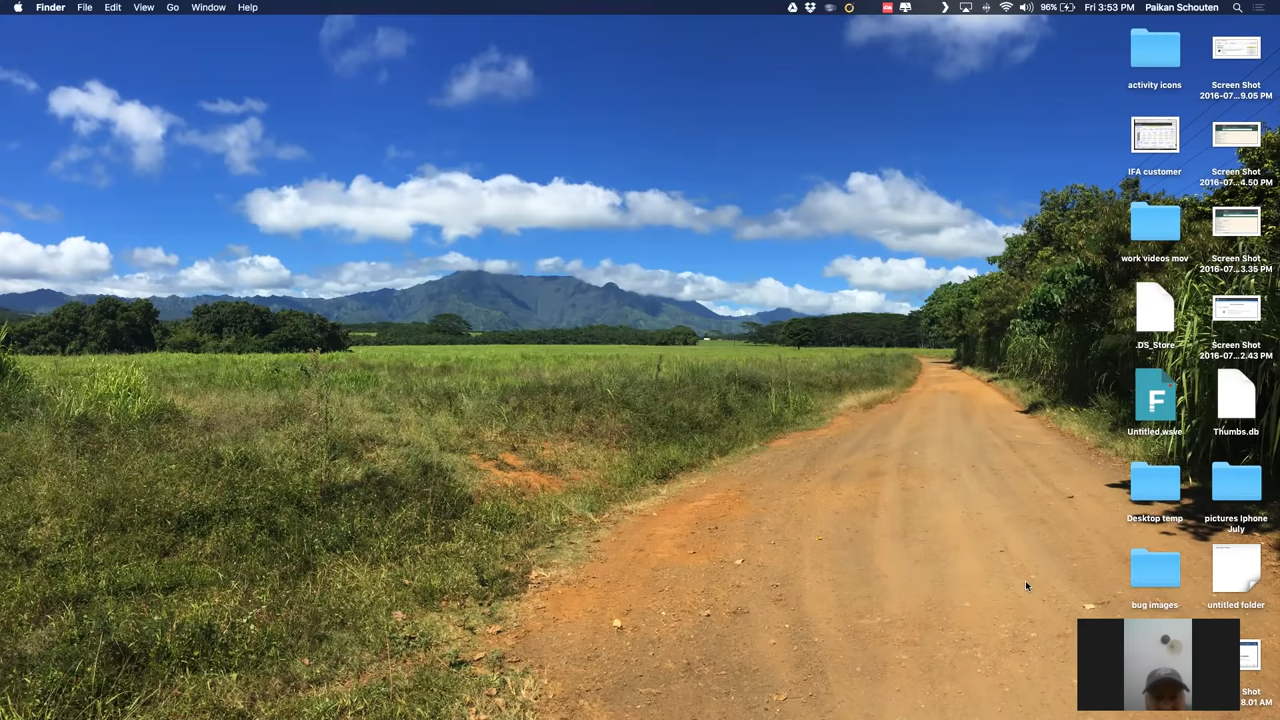 Finder File Edit View Go Window Help 96% Fri 3:53 PM Paikan Schouten
activity icons
Screen Shot
2016-07...9.05 PM
IFA customer
Screen Shot
2016-07...4.50 PM
work videos mov
Screen Shot
2016-07...3.35 PM
.DS_Store
Screen Shot
2016-07...2.43 PM
F
Untitled.wsve
Thumbs.db
Desktop temp
pictures Iphone
July
bug images
untitled folder
Shot
8.01 AM